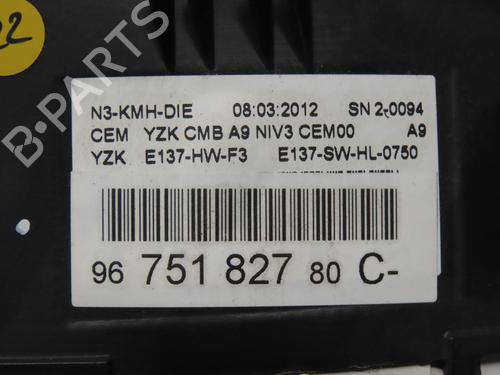 22
B-PARTS
N3-KMH-DIE 08:03:2012 SN 2-0094
CEM YZK CMB A9 NIV3 CEM00 A9
YZK E137-HW-F3 E137-SW-HL-0750
96 751 827 80 C-